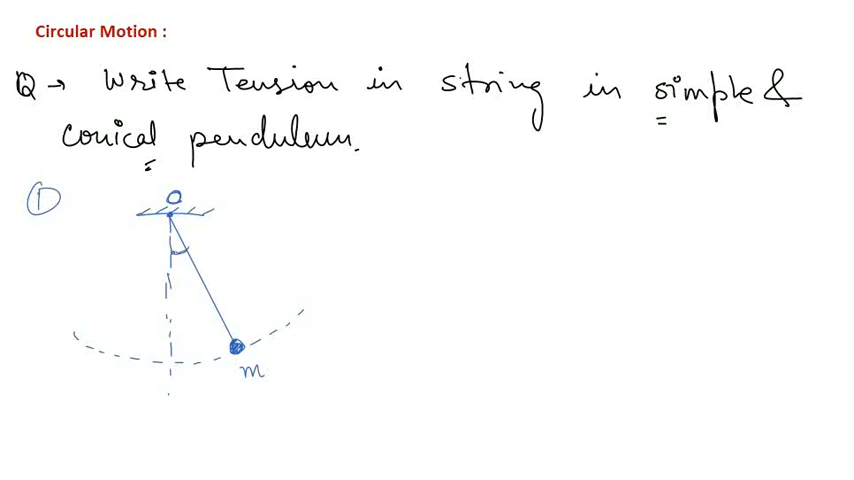 Circular Motion :
Q → Write Tension in string in simple &
conical pendulum.
①
O
m